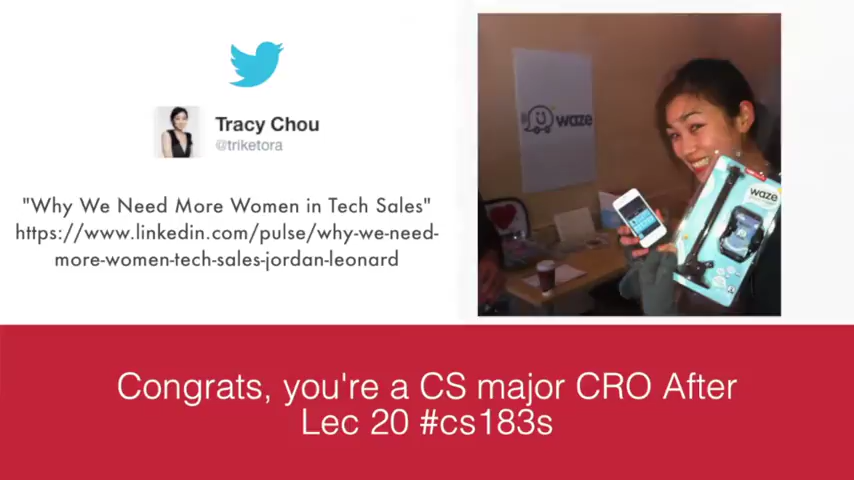 Tracy Chou
@triketora
"Why We Need More Women in Tech Sales"
https://www.linkedin.com/pulse/why-we-need-
more-women-tech-sales-jordan-leonard
waze
waze
Congrats, you're a CS major CRO After
Lec 20 #cs183s